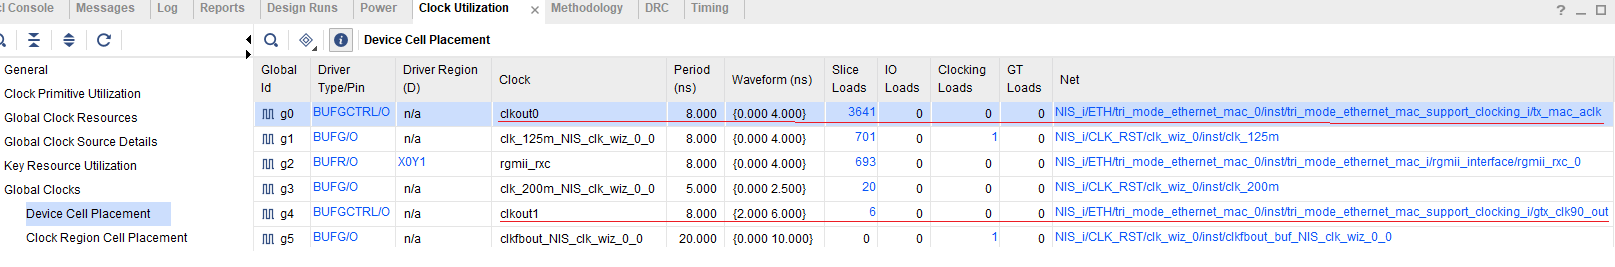 cl Console Messages Log Reports Design Runs Power Clock Utilization × Methodology DRC Timing
?
Device Cell Placement
General
Clock Primitive Utilization
Global Clock Resources
Global Clock Source Details
Key Resource Utilization
Global Clocks
Device Cell Placement
Clock Region Cell Placement
Global Id Driver Type/Pin Driver Region (D) Clock Period (ns) Waveform (ns) Slice Loads IO Loads Clocking Loads GT Loads Net
g0 BUFGCTRL/O n/a clkout0 8.000 {0.000 4.000} 3641 0 0 0 NIS_i/ETH/tri_mode_ethernet_mac_0/inst/tri_mode_ethernet_mac_support_clocking_i/tx_mac_aclk
g1 BUFG/O n/a clk_125m_NIS_clk_wiz_0_0 8.000 {0.000 4.000} 701 0 1 0 NIS_i/CLK_RST/clk_wiz_0/inst/clk_125m
g2 BUFR/O X0Y1 rgmii_rxc 8.000 {0.000 4.000} 693 0 0 0 NIS_i/ETH/tri_mode_ethernet_mac_0/inst/tri_mode_ethernet_mac_i/rgmii_interface/rgmii_rxc_0
g3 BUFG/O n/a clk_200m_NIS_clk_wiz_0_0 5.000 {0.000 2.500} 20 0 0 0 NIS_i/CLK_RST/clk_wiz_0/inst/clk_200m
g4 BUFGCTRL/O n/a clkout1 8.000 {2.000 6.000} 6 0 0 0 NIS_i/ETH/tri_mode_ethernet_mac_0/inst/tri_mode_ethernet_mac_support_clocking_i/gtx_clk90_out
g5 BUFG/O n/a clkfbout_NIS_clk_wiz_0_0 20.000 {0.000 10.000} 0 1 0 NIS_i/CLK_RST/clk_wiz_0/inst/clkfbout_buf_NIS_clk_wiz_0_0